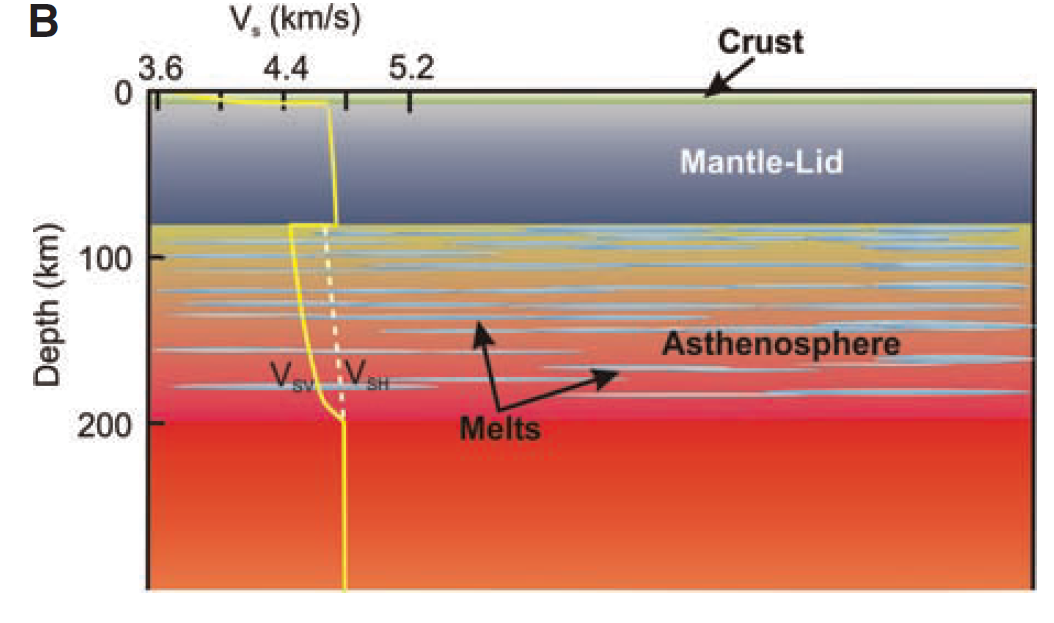 B
Vs (km/s)
3.6 4.4 5.2
Crust
0
Mantle-Lid
100
Depth (km)
Asthenosphere
VSV VSH
200
Melts